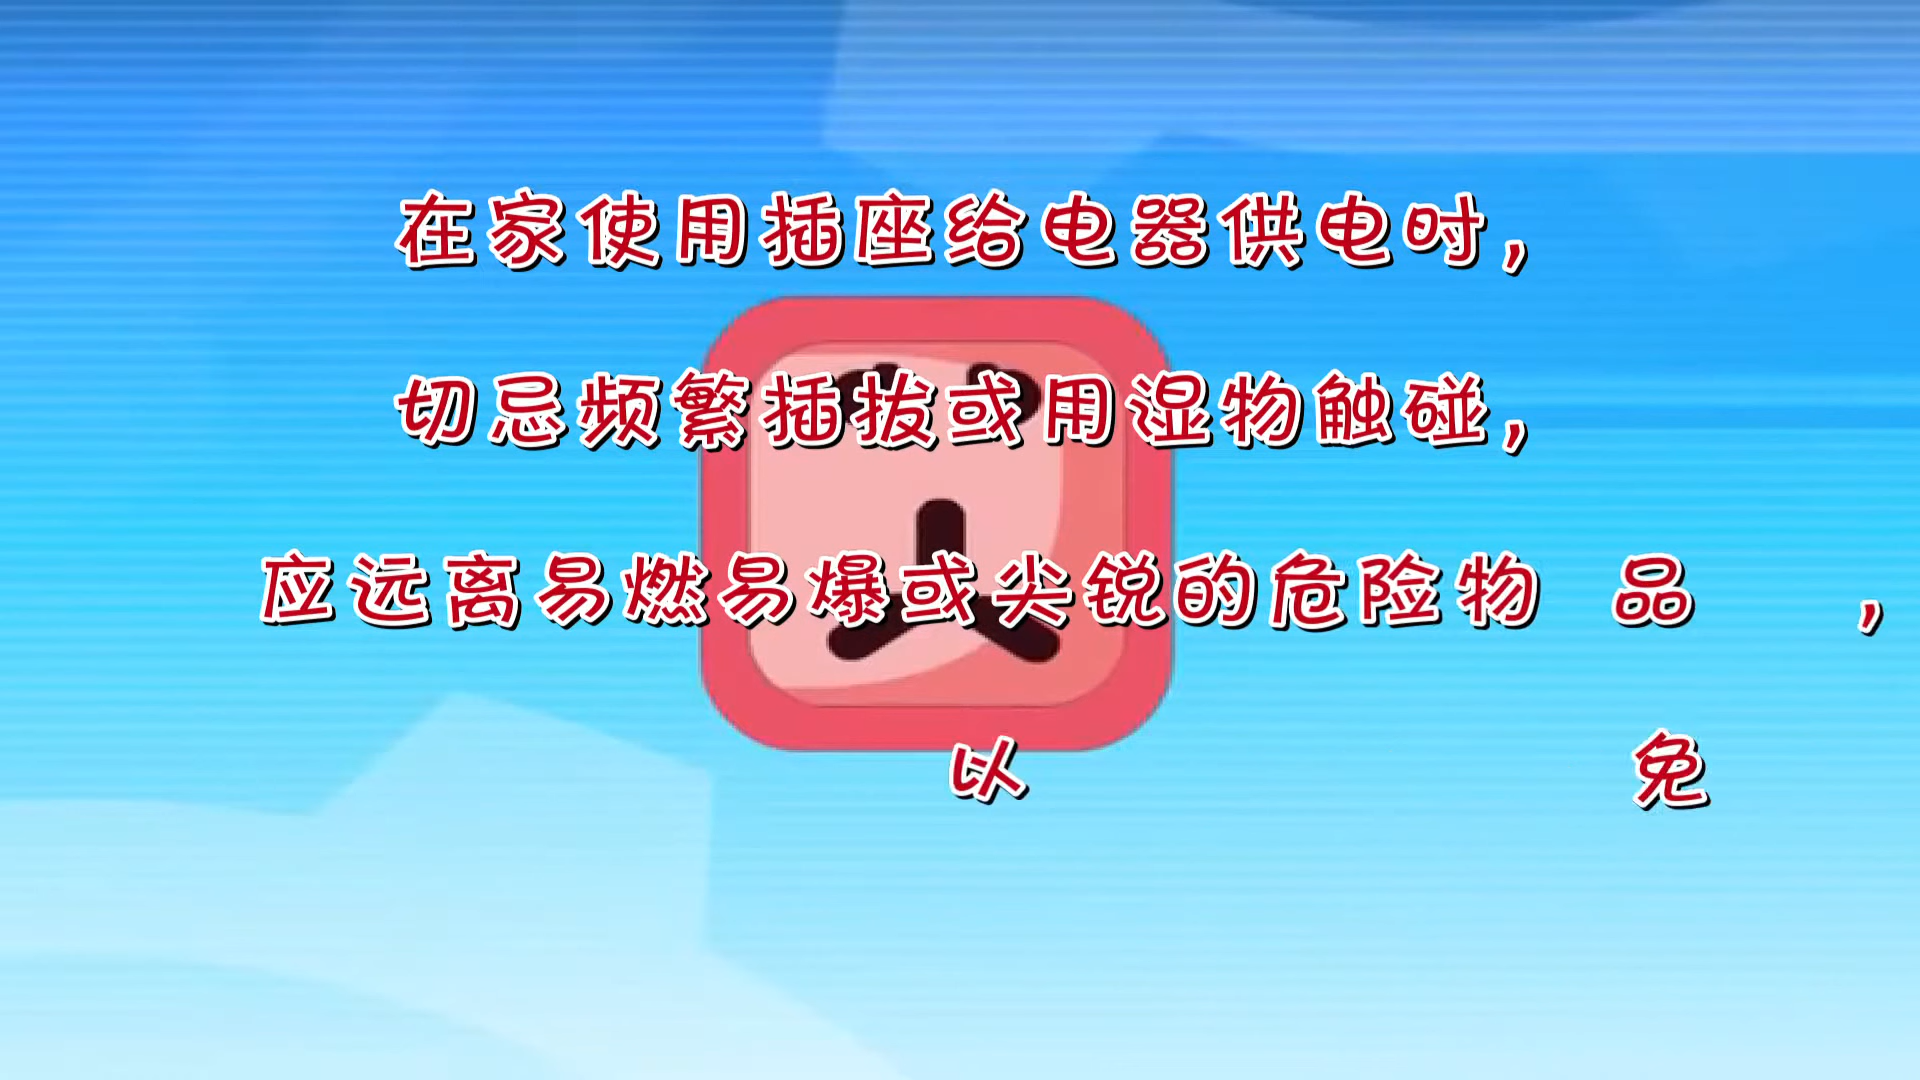 在家使用插座给电器供电时,
切忌频繁插拔或用湿物触碰,
应远离易燃易爆或尖锐的危险物品,
以免